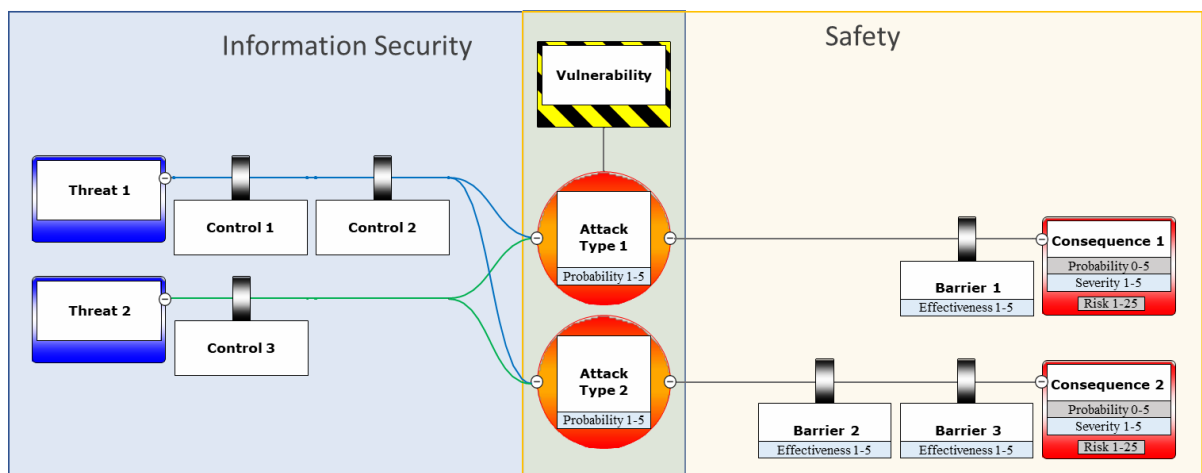 Information Security
Safety
Vulnerability
Threat 1
Control 1
Control 2
Attack
Type 1
Probability 1-5
Barrier 1
Effectiveness 1-5
Consequence 1
Probability 0-5
Severity 1-5
Risk 1-25
Threat 2
Control 3
Attack
Type 2
Probability 1-5
Barrier 2
Effectiveness 1-5
Barrier 3
Effectiveness 1-5
Consequence 2
Probability 0-5
Severity 1-5
Risk 1-25